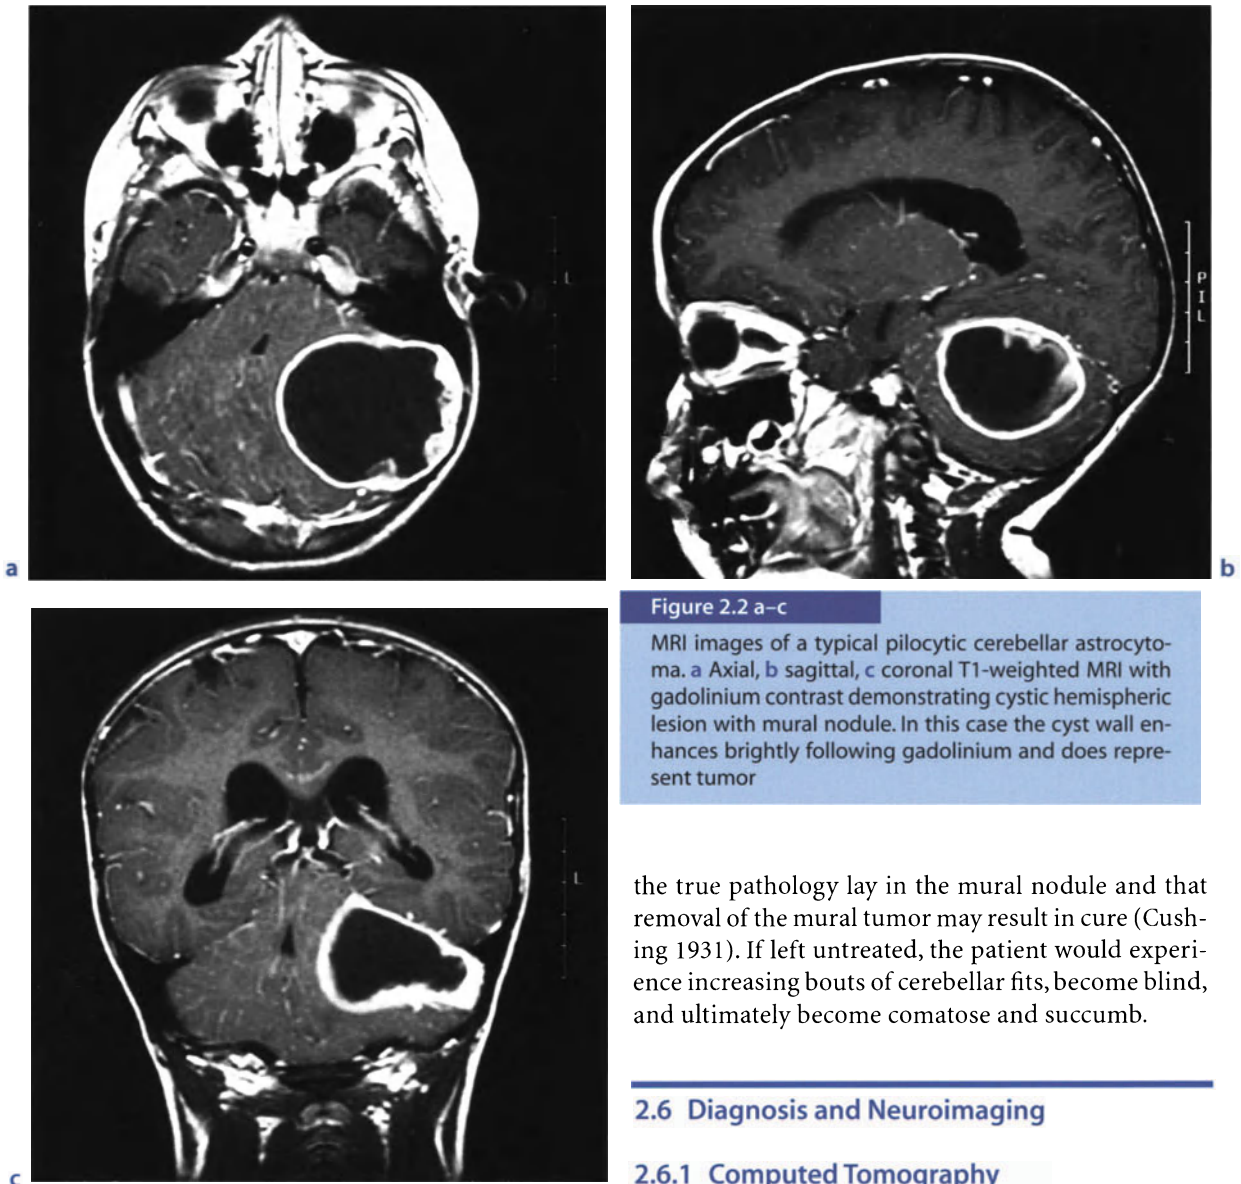 L
P
I
L
a
b
Figure 2.2 a–c
MRI images of a typical pilocytic cerebellar astrocyto-
ma. a Axial, b sagittal, c coronal T1-weighted MRI with
gadolinium contrast demonstrating cystic hemispheric
lesion with mural nodule. In this case the cyst wall en-
hances brightly following gadolinium and does repre-
sent tumor
L
c
the true pathology lay in the mural nodule and that
removal of the mural tumor may result in cure (Cush-
ing 1931). If left untreated, the patient would experi-
ence increasing bouts of cerebellar fits, become blind,
and ultimately become comatose and succumb.
2.6 Diagnosis and Neuroimaging
2.6.1 Computed Tomography